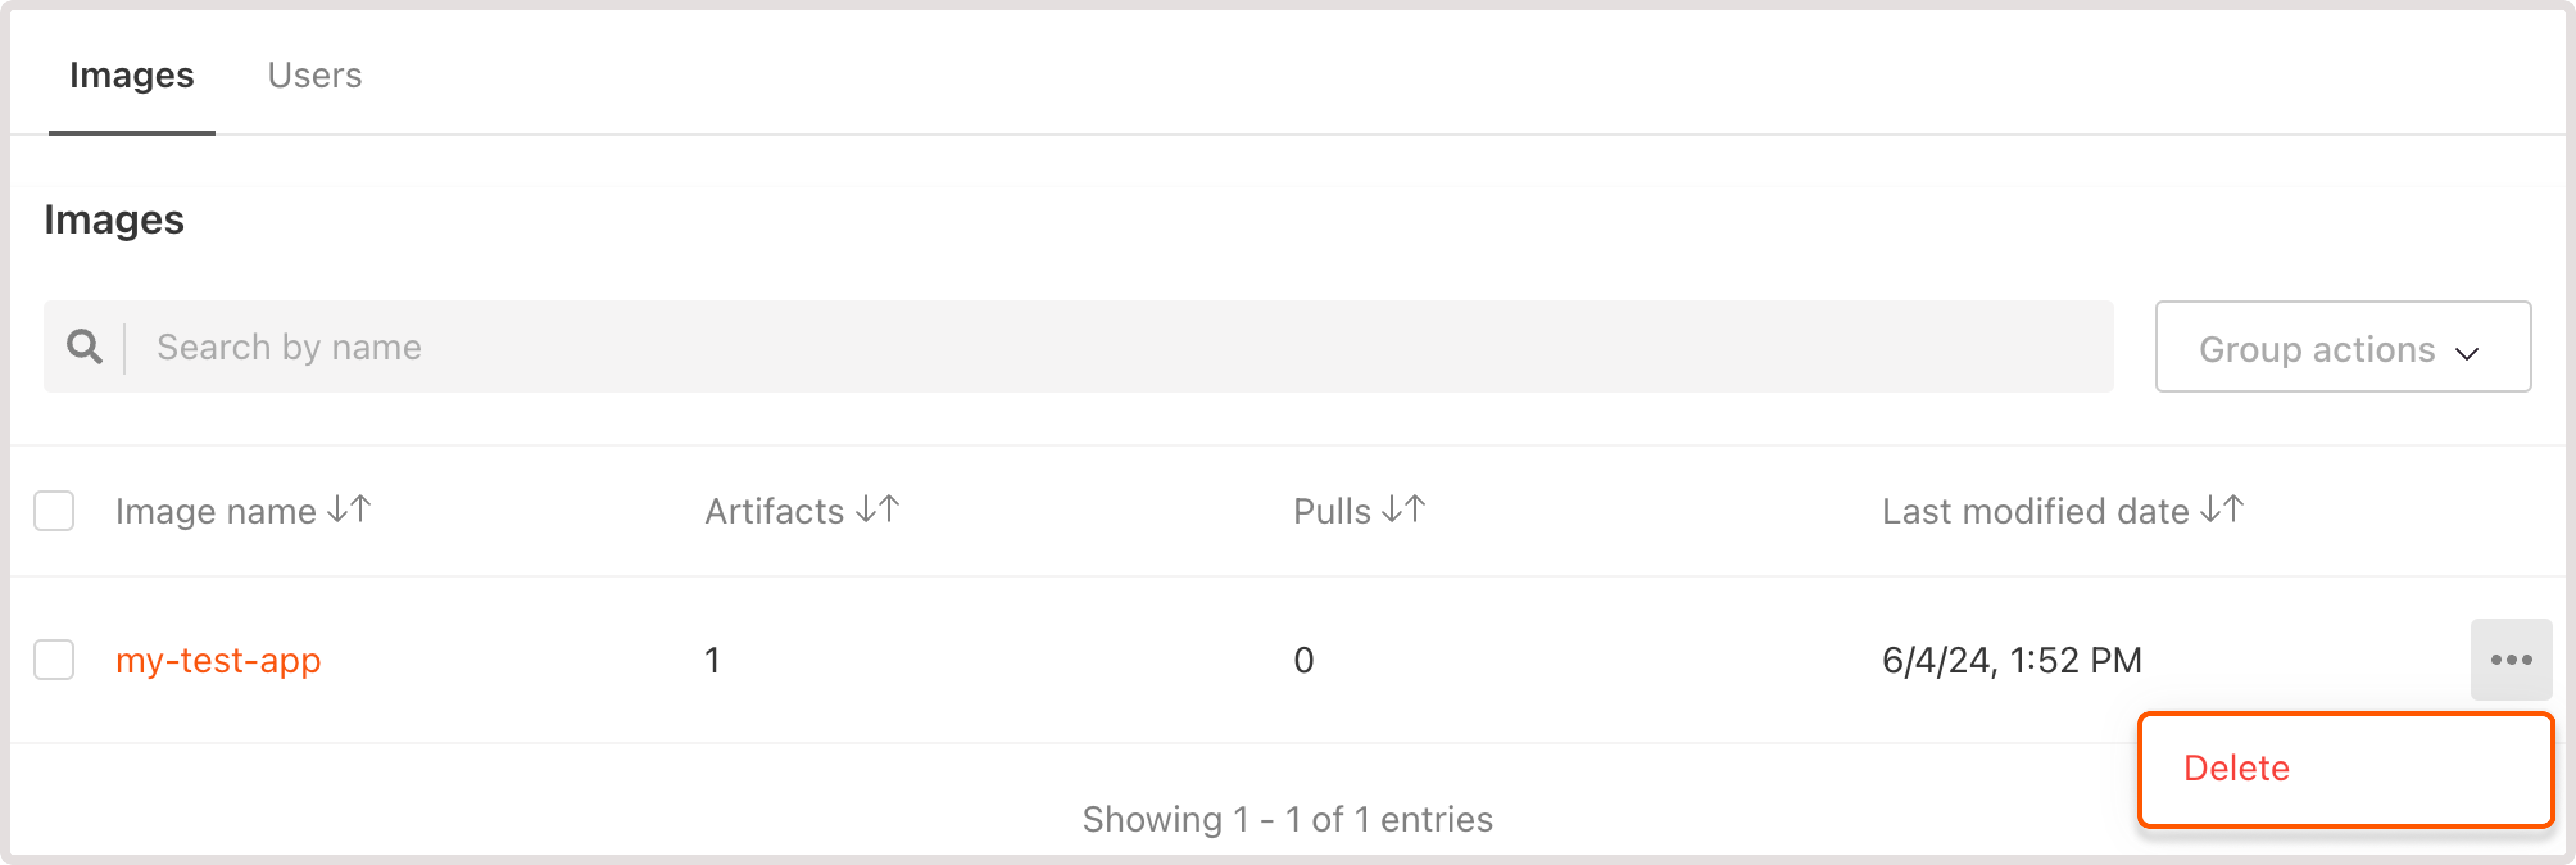 Images Users
Images
Search by name
Group actions
Image name Artifacts Pulls Last modified date
my-test-app 1 0 6/4/24, 1:52 PM
Delete
Showing 1 - 1 of 1 entries